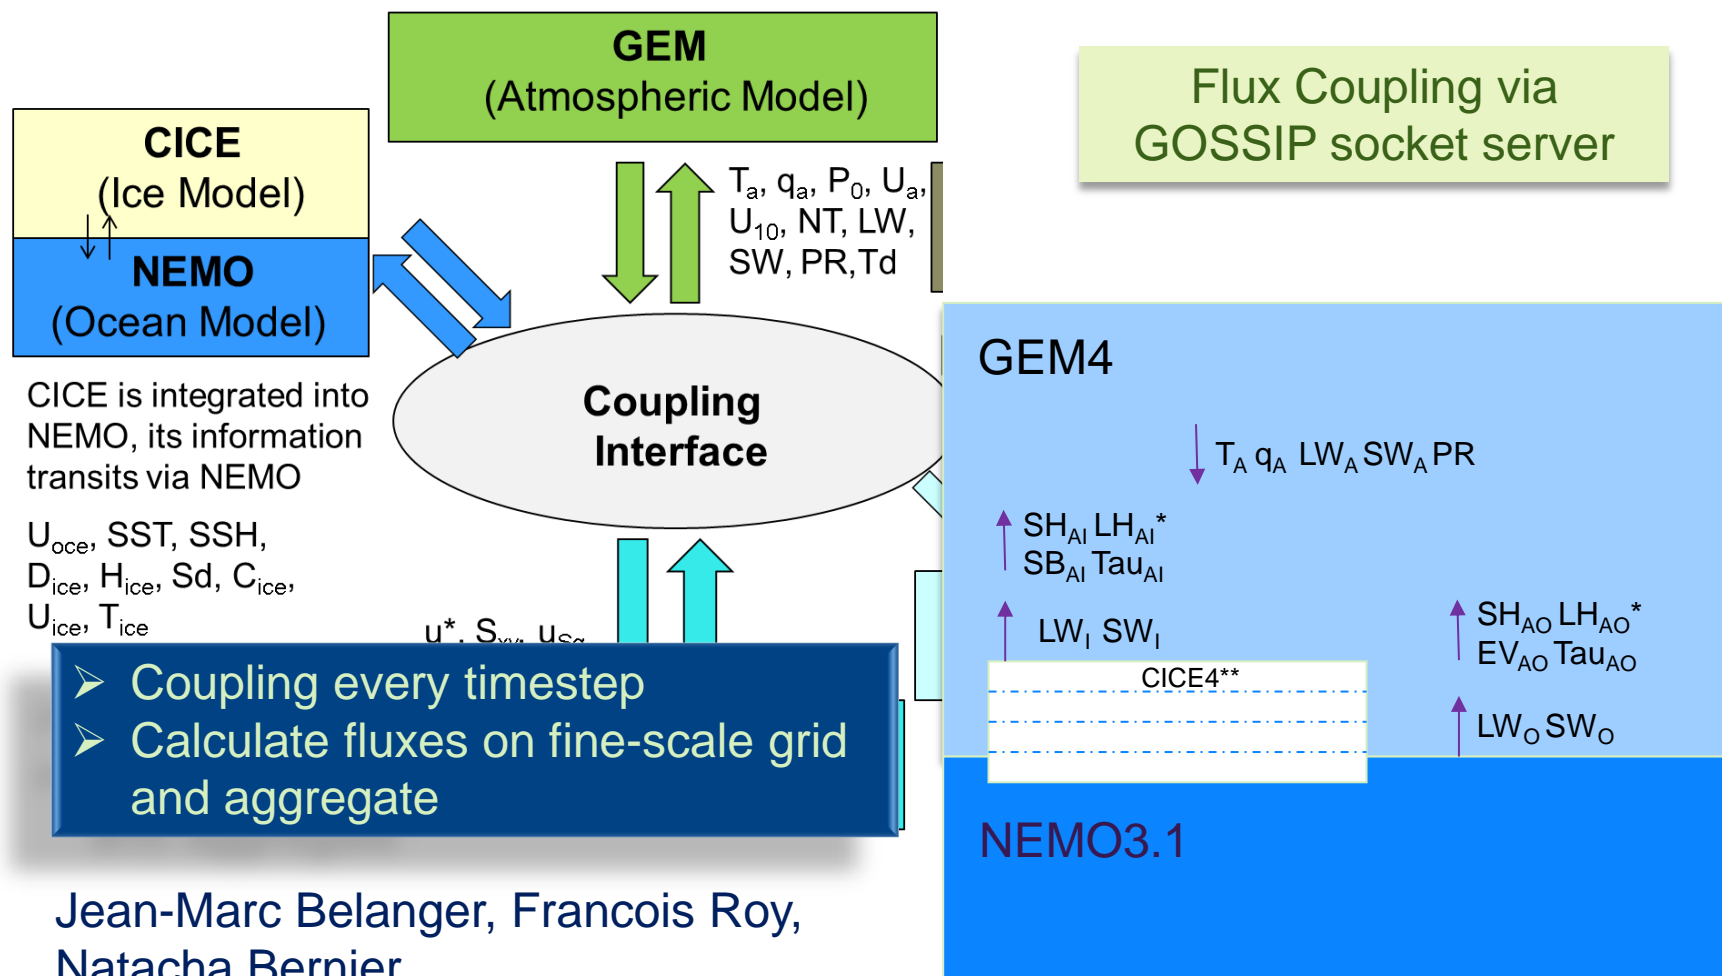 GEM
(Atmospheric Model)
Flux Coupling via
GOSSIP socket server
CICE
(Ice Model)
NEMO
(Ocean Model)
Ta, qa, P0, Ua,
U10, NT, LW,
SW, PR,Td
CICE is integrated into
NEMO, its information
transits via NEMO
Uoce, SST, SSH,
Dice, Hice, Sd, Cice,
Uice, Tice
Coupling
Interface
u*, Sxy, uSq
➢ Coupling every timestep
➢ Calculate fluxes on fine-scale grid
and aggregate
GEM4
TA qA LWA SWA PR
SHAI LHAI*
SBAI TauAI
LWI SWI
CICE4**
SHAO LHAO*
EVAO TauAO
LWO SWO
NEMO3.1
Jean-Marc Belanger, Francois Roy,
Natacha Bernier